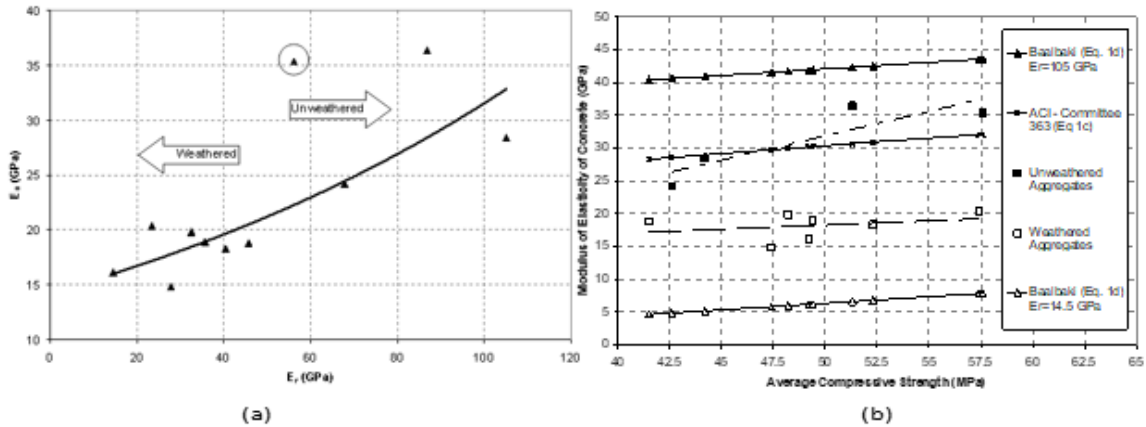 40
35
30
25
20
15
10
0
20
40
60
80
100
120
Unweathered
Weathered
Er (GPa)
(a)
50
45
40
35
30
25
20
15
10
5
0
40
42.5
45
47.5
50
52.5
55
57.5
60
62.5
65
Modulus of Elasticity of Concrete (GPa)
Average Compressive Strength (MPa)
Baalbaki (Eq. 1d)
Er=105 GPa
ACI - Committee
363 (Eq 1c)
Unweathered
Aggregates
Weathered
Aggregates
Baalbaki (Eq. 1d)
Er=14.5 GPa
(b)